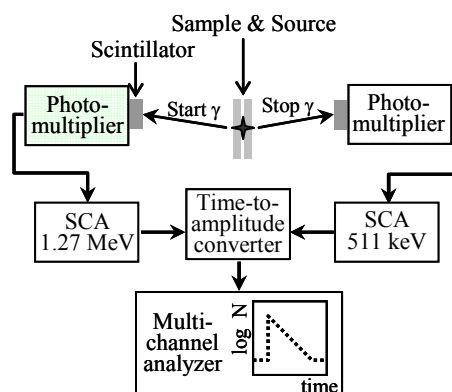 Sample & Source
Scintillator
Photo-
multiplier
Start γ
Stop γ
Photo-
multiplier
SCA
1.27 MeV
Time-to-
amplitude
converter
SCA
511 keV
Multi-
channel
analyzer
log N
time